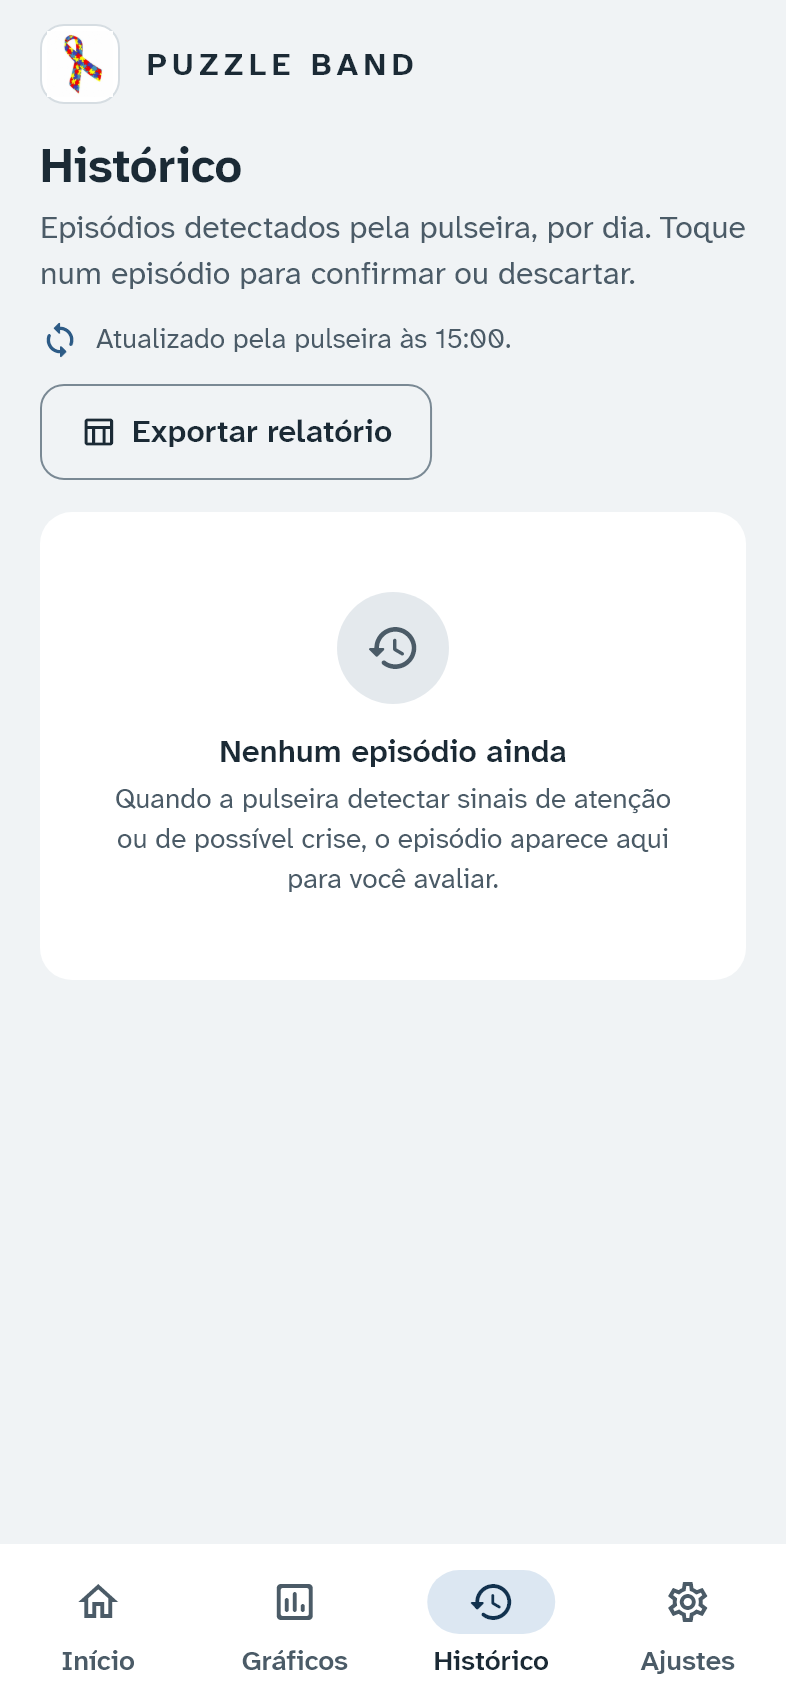 PUZZLE BAND
Histórico
Episódios detectados pela pulseira, por dia. Toque
num episódio para confirmar ou descartar.
Atualizado pela pulseira às 15:00.
Exportar relatório
Nenhum episódio ainda
Quando a pulseira detectar sinais de atenção
ou de possível crise, o episódio aparece aqui
para você avaliar.
Início
Gráficos
Histórico
Ajustes